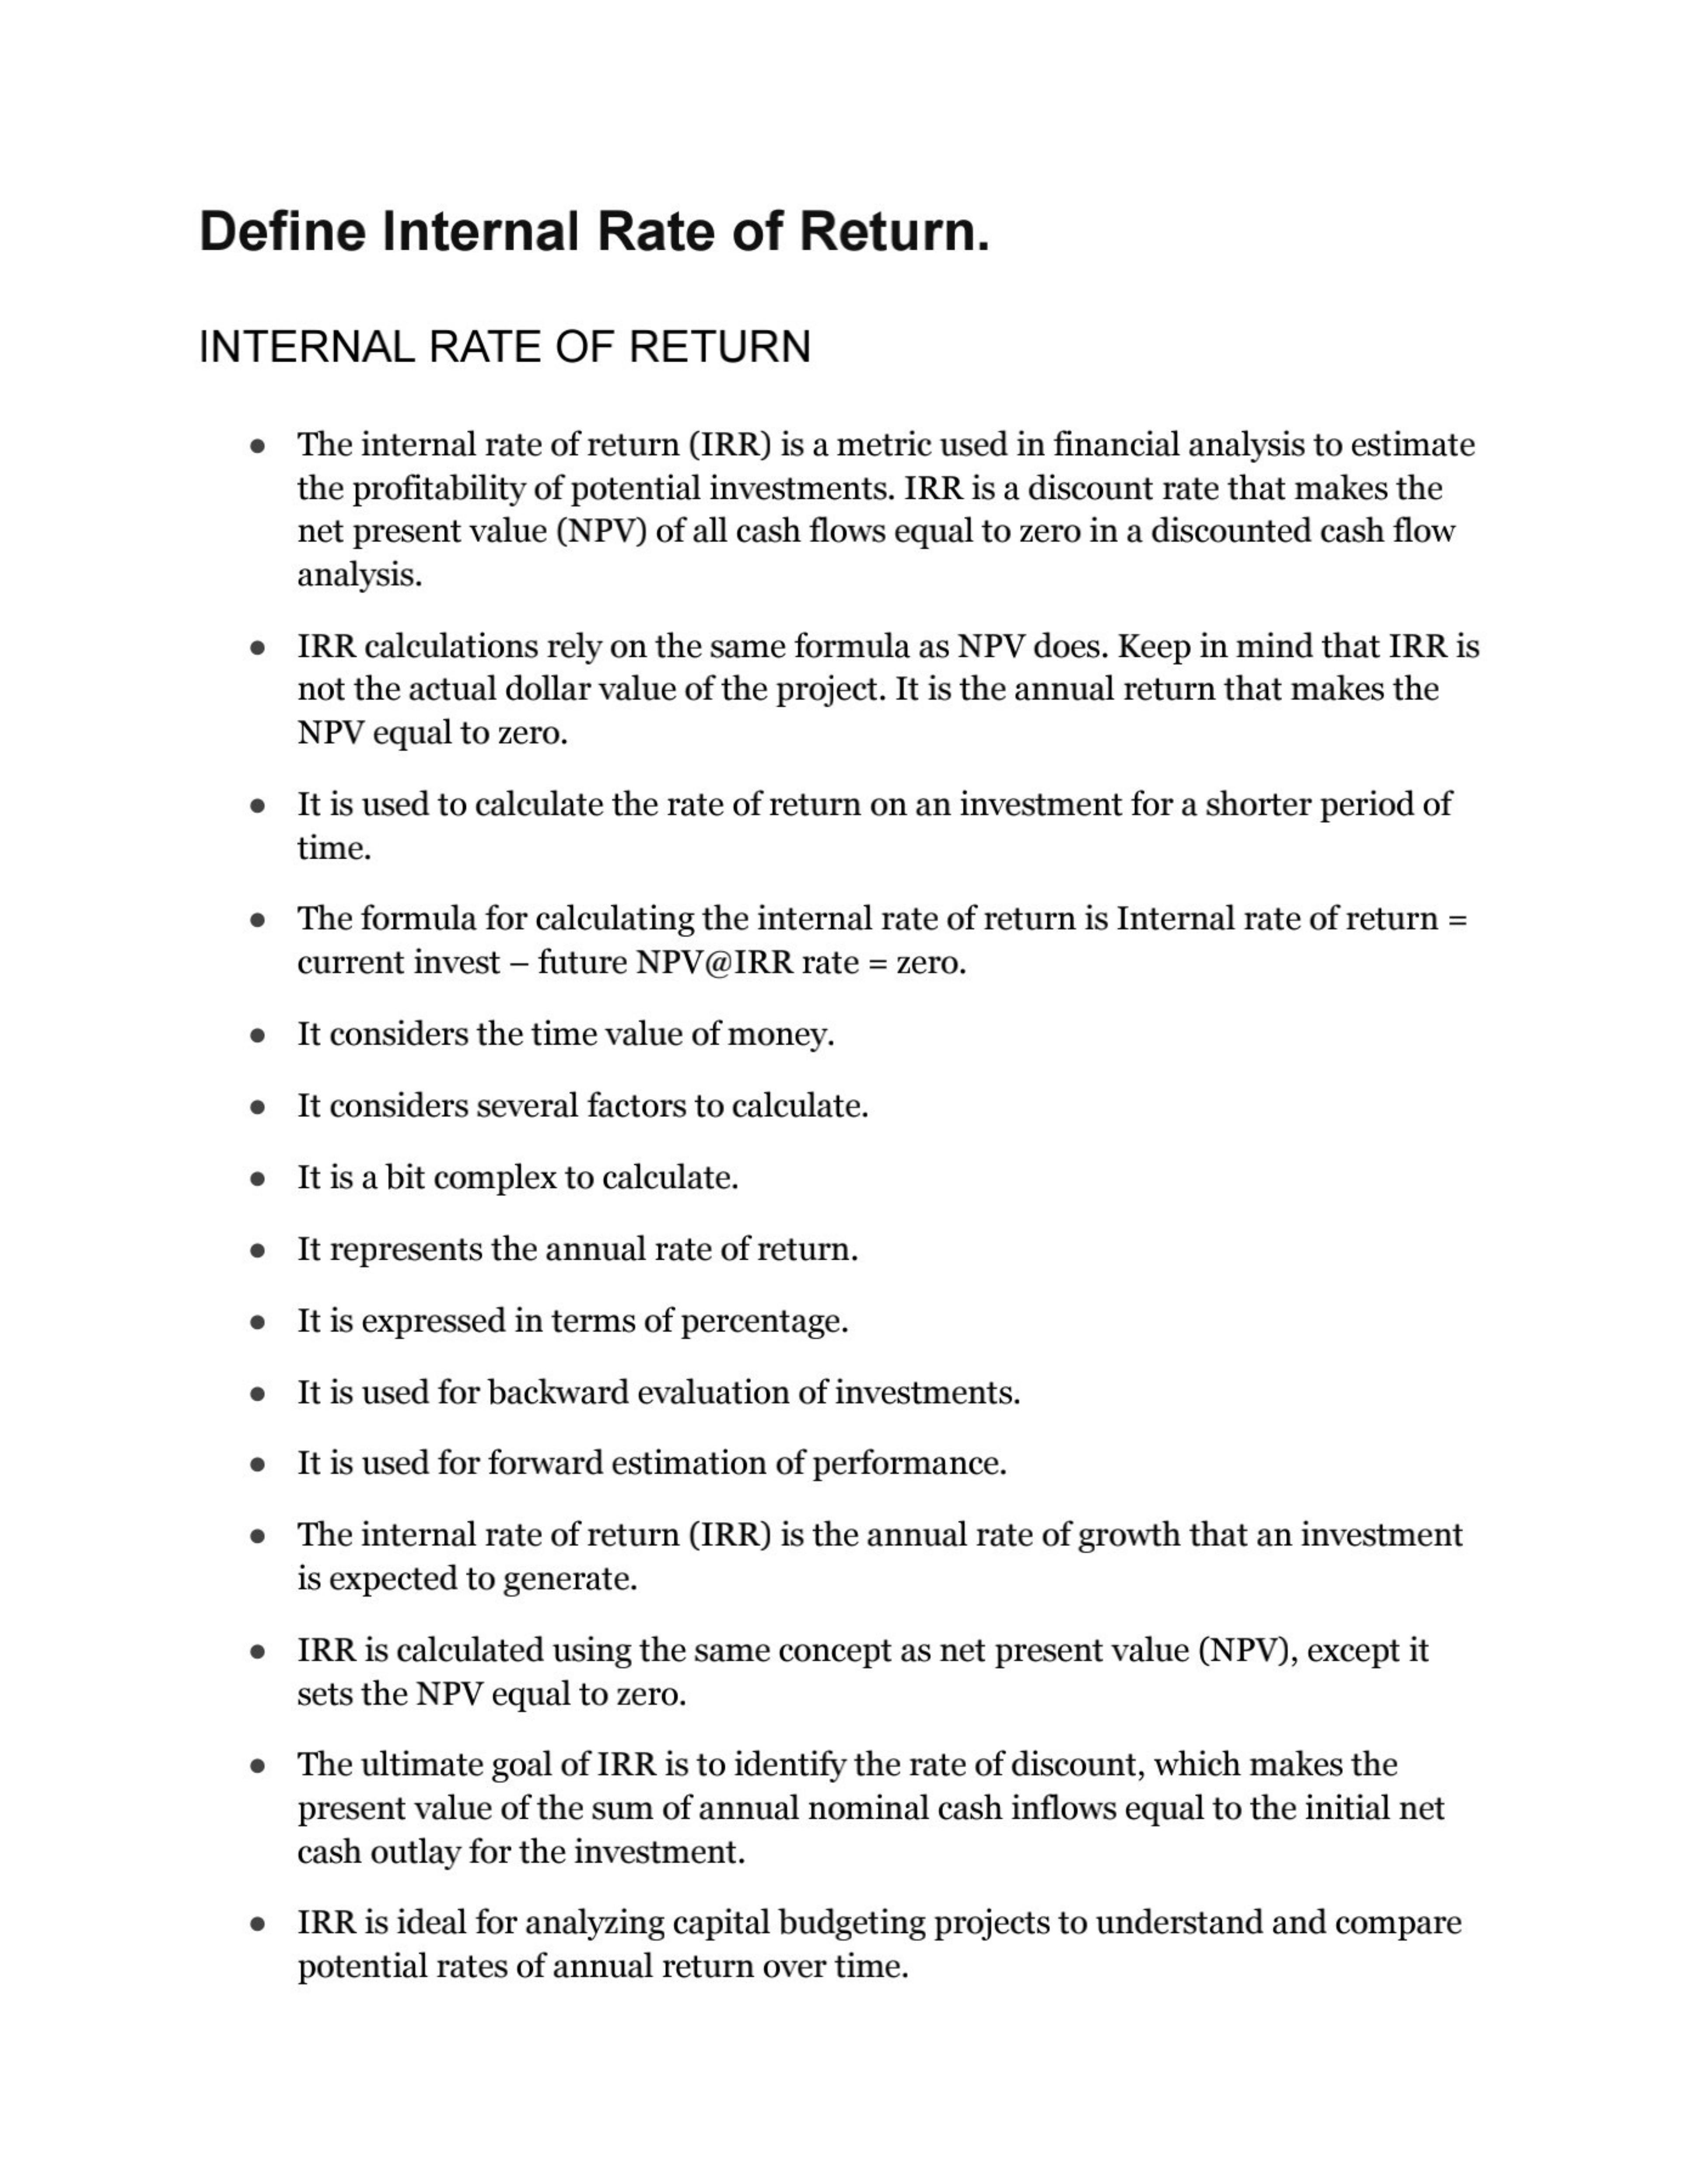 Define Internal Rate of Return.
INTERNAL RATE OF RETURN
● The internal rate of return (IRR) is a metric used in financial analysis to estimate
the profitability of potential investments. IRR is a discount rate that makes the
net present value (NPV) of all cash flows equal to zero in a discounted cash flow
analysis.
● IRR calculations rely on the same formula as NPV does. Keep in mind that IRR is
not the actual dollar value of the project. It is the annual return that makes the
NPV equal to zero.
● It is used to calculate the rate of return on an investment for a shorter period of
time.
● The formula for calculating the internal rate of return is Internal rate of return =
current invest – future NPV@IRR rate = zero.
● It considers the time value of money.
● It considers several factors to calculate.
● It is a bit complex to calculate.
● It represents the annual rate of return.
● It is expressed in terms of percentage.
● It is used for backward evaluation of investments.
● It is used for forward estimation of performance.
● The internal rate of return (IRR) is the annual rate of growth that an investment
is expected to generate.
● IRR is calculated using the same concept as net present value (NPV), except it
sets the NPV equal to zero.
● The ultimate goal of IRR is to identify the rate of discount, which makes the
present value of the sum of annual nominal cash inflows equal to the initial net
cash outlay for the investment.
● IRR is ideal for analyzing capital budgeting projects to understand and compare
potential rates of annual return over time.